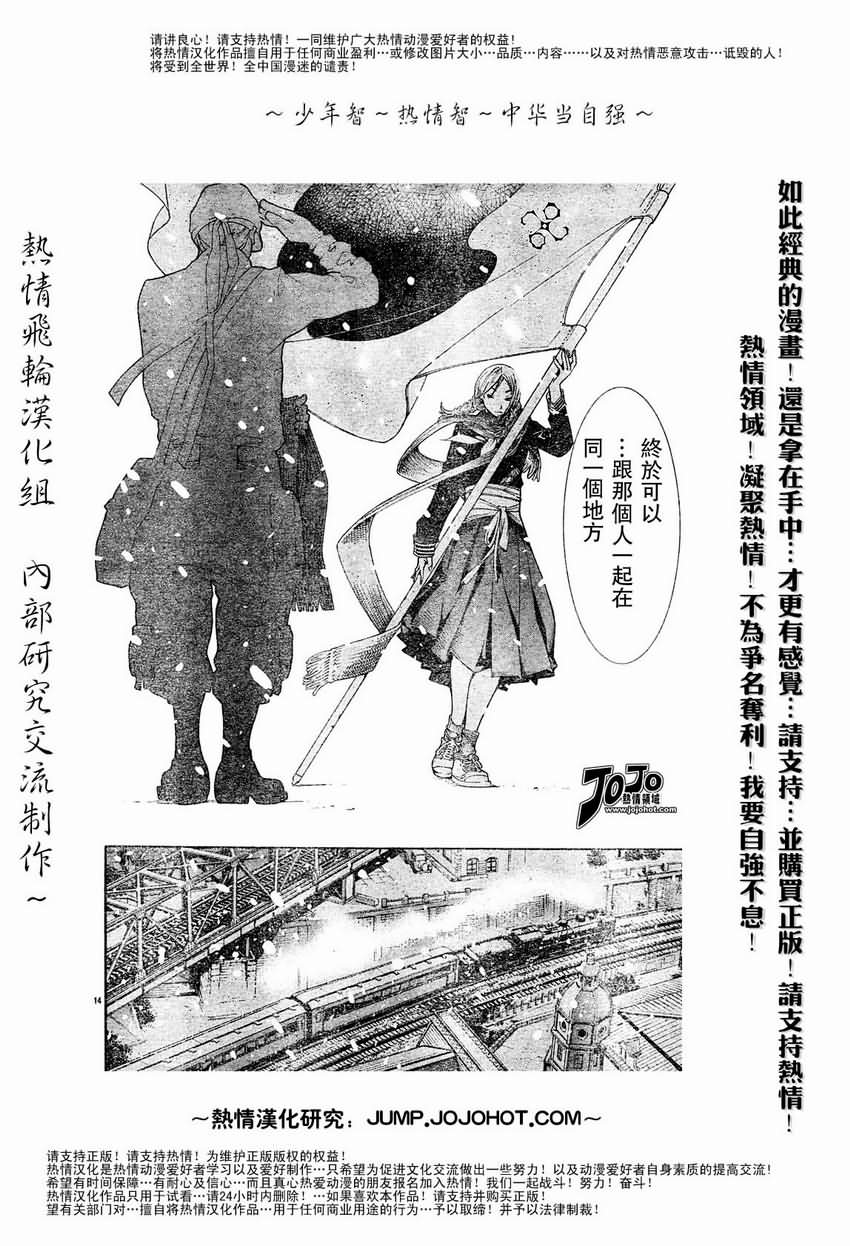 请讲良心！请支持热情！一同维护广大热情动漫爱好者的权益！
将热情汉化作品擅自用于任何商业盈利…或修改图片大小…品质…内容……以及对热情恶意攻击…诋毁的人！
将受到全世界！全中国漫迷的谴责！
～少年智～热情智～中华当自强～
如此經典的漫畫！還是拿在手中…才更有感覺…請支持…並購買正版！請支持熱情！
熱情領域！凝聚熱情！不為爭名奪利！我要自強不息！
終於可以
…跟那個人一起在
同一個地方
熱情飛輪漢化組 內部研究交流制作～
JOJO
熱情領域
www.jojohot.com
14
～熱情漢化研究：JUMP.JOJOHOT.COM～
请支持正版！请支持热情！为维护正版版权的权益！
热情汉化是热情动漫爱好者学习以及爱好制作…只希望为促进文化交流做出一些努力！以及动漫爱好者自身素质的提高交流！
希望有时间保障…有耐心及信心…而且真心热爱动漫的朋友报名加入热情！我们一起战斗！努力！奋斗！
热情汉化作品只用于试看…请24小时内删除！…如果喜欢本作品！请支持并购买正版！
望有关部门对…擅自将热情汉化作品…用于任何商业用途的行为…予以取缔！并予以法律制裁！